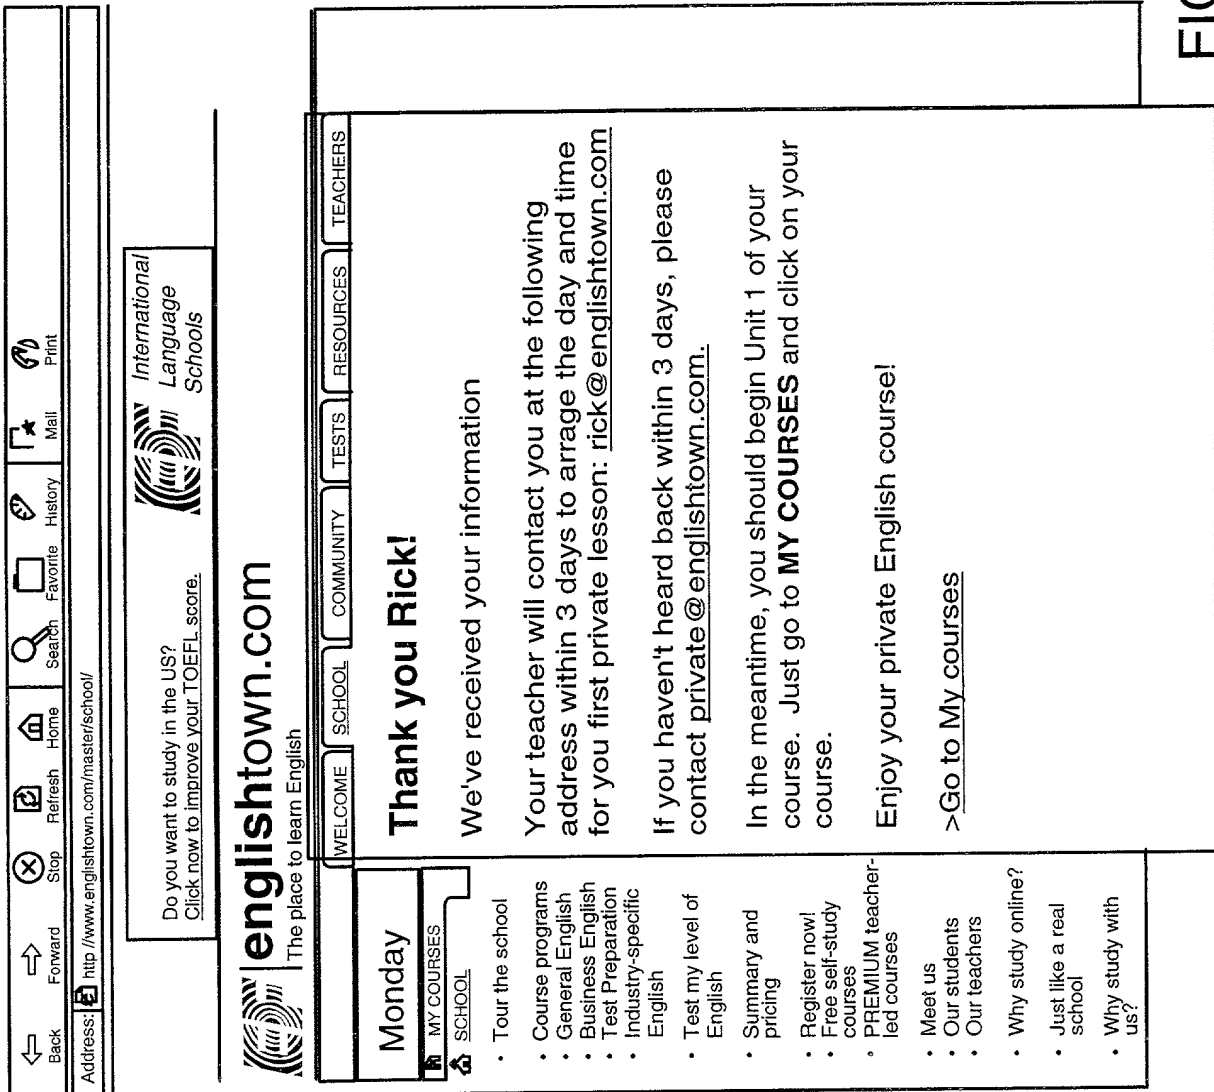 Back
Forward
Stop
Refresh
Home
Search
Favorite
History
Mail
Print
Address: http //www.englishtown.com/master/school/
Do you want to study in the US?
Click now to improve your TOEFL score.
International
Language
Schools
englishtown.com
The place to learn English
WELCOME
SCHOOL
COMMUNITY
TESTS
RESOURCES
TEACHERS
Monday
MY COURSES
SCHOOL
• Tour the school
• Course programs
• General English
• Business English
• Test Preparation
• Industry-specific
English
• Test my level of
English
• Summary and
pricing
• Register now!
• Free self-study
courses
• PREMIUM teacher-
led courses
• Meet us
• Our students
• Our teachers
• Why study online?
• Just like a real
school
• Why study with
us?
Thank you Rick!
We've received your information
Your teacher will contact you at the following
address within 3 days to arrage the day and time
for you first private lesson: rick@englishtown.com
If you haven't heard back within 3 days, please
contact private@englishtown.com.
In the meantime, you should begin Unit 1 of your
course. Just go to MY COURSES and click on your
course.
Enjoy your private English course!
>Go to My courses